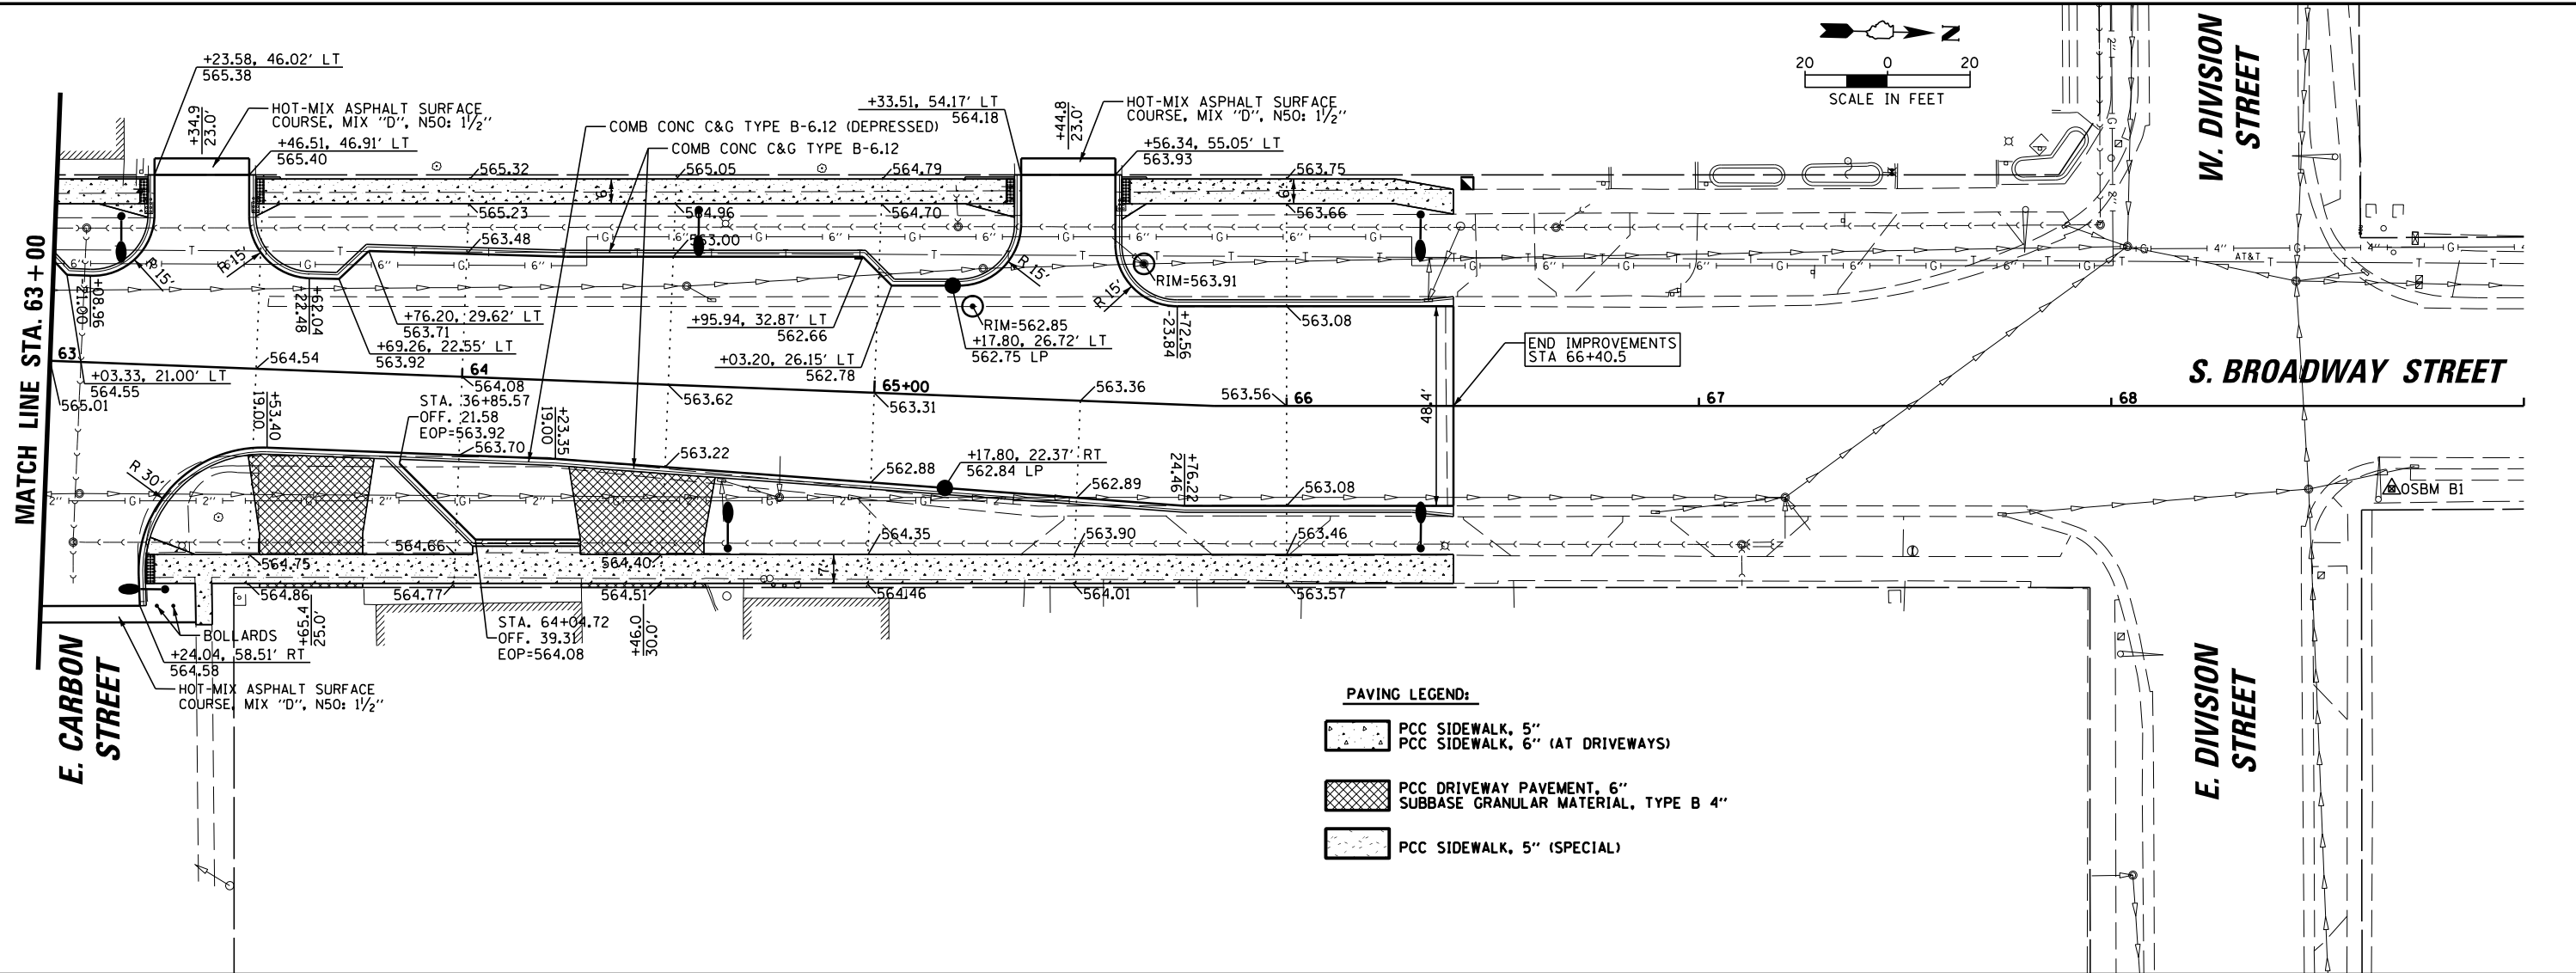 +23.58, 46.02' LT
565.38
+34.9
23.0'
HOT-MIX ASPHALT SURFACE
COURSE, MIX "D", N50: 1½"
+46.51, 46.91' LT
565.40
COMB CONC C&G TYPE B-6.12 (DEPRESSED)
COMB CONC C&G TYPE B-6.12
+33.51, 54.17' LT
564.18
+44.8
23.0'
HOT-MIX ASPHALT SURFACE
COURSE, MIX "D", N50: 1½"
+56.34, 55.05' LT
563.93
N
20 0 20
SCALE IN FEET
W. DIVISION
STREET
565.32
565.05
564.79
563.75
6'
6'
565.23
564.96
564.70
563.66
563.48
563.00
MATCH LINE STA. 63+00
R 15'
R 15'
R 15'
R 15'
+08.96
-21.00
+62.04
-22.48
+76.20, 29.62' LT
563.71
+69.26, 22.55' LT
563.92
+95.94, 32.87' LT
562.66
+03.20, 26.15' LT
562.78
RIM=562.85
+17.80, 26.72' LT
562.75 LP
RIM=563.91
+72.56
-23.84
563.08
AT&T
END IMPROVEMENTS
STA 66+40.5
S. BROADWAY STREET
63
64
65+00
66
67
68
+03.33, 21.00' LT
564.55
565.01
564.54
564.08
563.62
563.31
563.36
563.56
48.4'
+53.40
19.00
STA. 36+85.57
OFF. 21.58
EOP=563.92
+23.35
19.00
563.70
563.22
562.88
+17.80, 22.37' RT
562.84 LP
562.89
+76.22
24.46
563.08
R 30'
OSBM B1
564.75
564.66
564.40
564.35
563.90
563.46
7'
564.86
564.77
564.51
564.46
564.01
563.57
+65.4
25.0'
+46.0
30.0'
STA. 64+04.72
OFF. 39.31
EOP=564.08
BOLLARDS
+24.04, 58.51' RT
564.58
HOT-MIX ASPHALT SURFACE
COURSE, MIX "D", N50: 1½"
E. CARBON
STREET
E. DIVISION
STREET
PAVING LEGEND:
PCC SIDEWALK, 5"
PCC SIDEWALK, 6" (AT DRIVEWAYS)
PCC DRIVEWAY PAVEMENT, 6"
SUBBASE GRANULAR MATERIAL, TYPE B 4"
PCC SIDEWALK, 5" (SPECIAL)